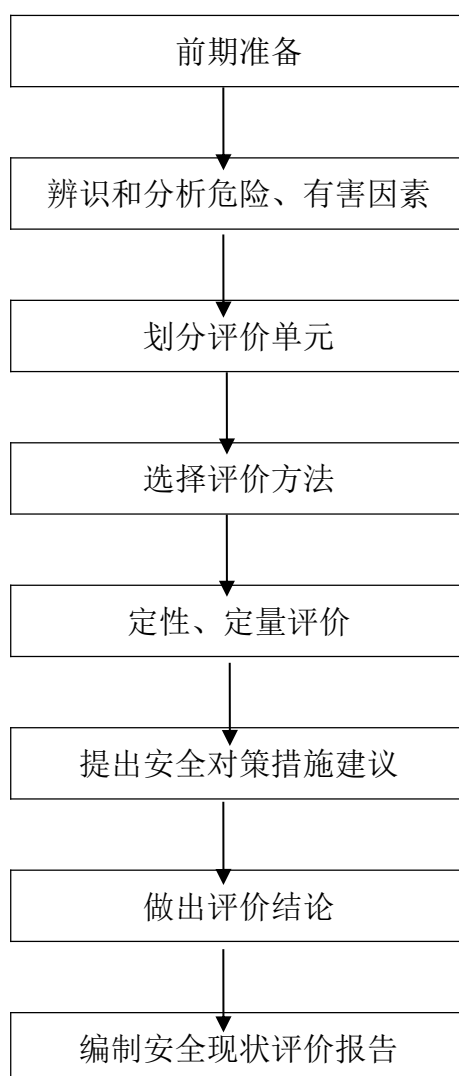 前期准备
辨识和分析危险、有害因素
划分评价单元
选择评价方法
定性、定量评价
提出安全对策措施建议
做出评价结论
编制安全现状评价报告